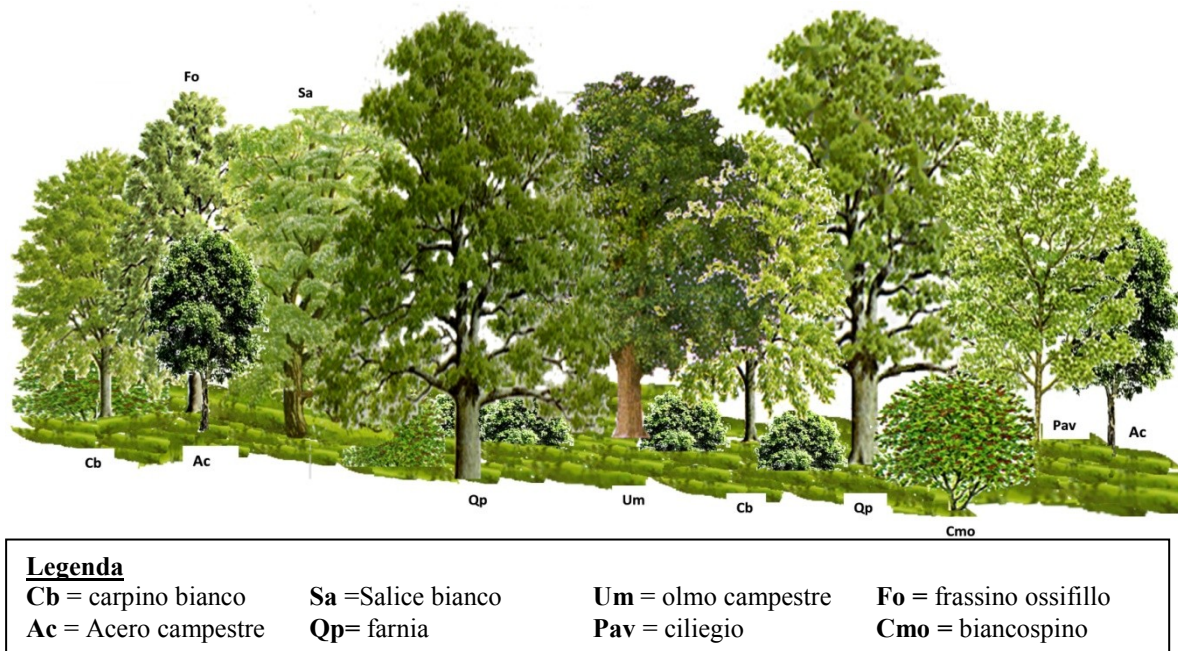 Fo
Sa
Cb
Ac
Qp
Um
Cb
Qp
Cmo
Pav
Ac
Legenda
Cb = carpino bianco Sa =Salice bianco Um = olmo campestre Fo = frassino ossifillo
Ac = Acero campestre Qp= farnia Pav = ciliegio Cmo = biancospino